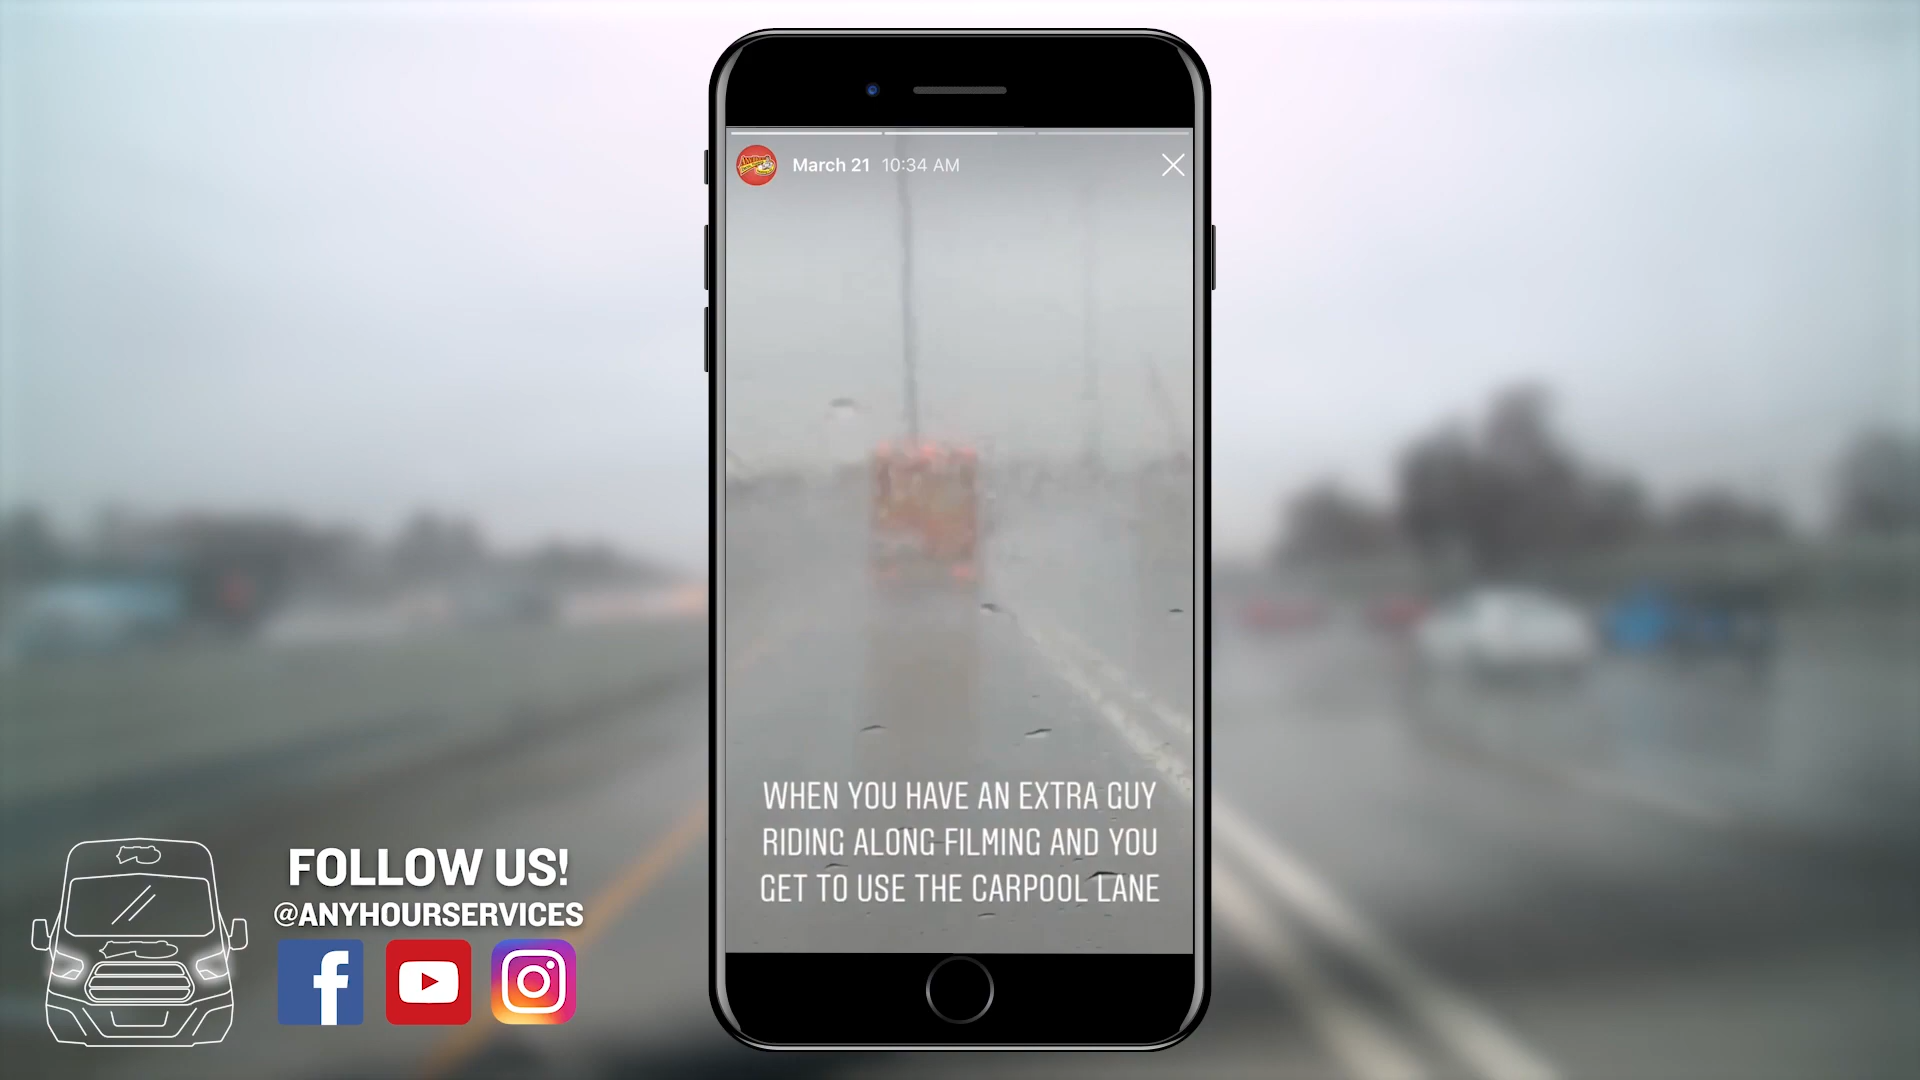 March 21 10:34 AM
WHEN YOU HAVE AN EXTRA GUY
RIDING ALONG FILMING AND YOU
GET TO USE THE CARPOOL LANE
FOLLOW US!
@ANYHOURSERVICES